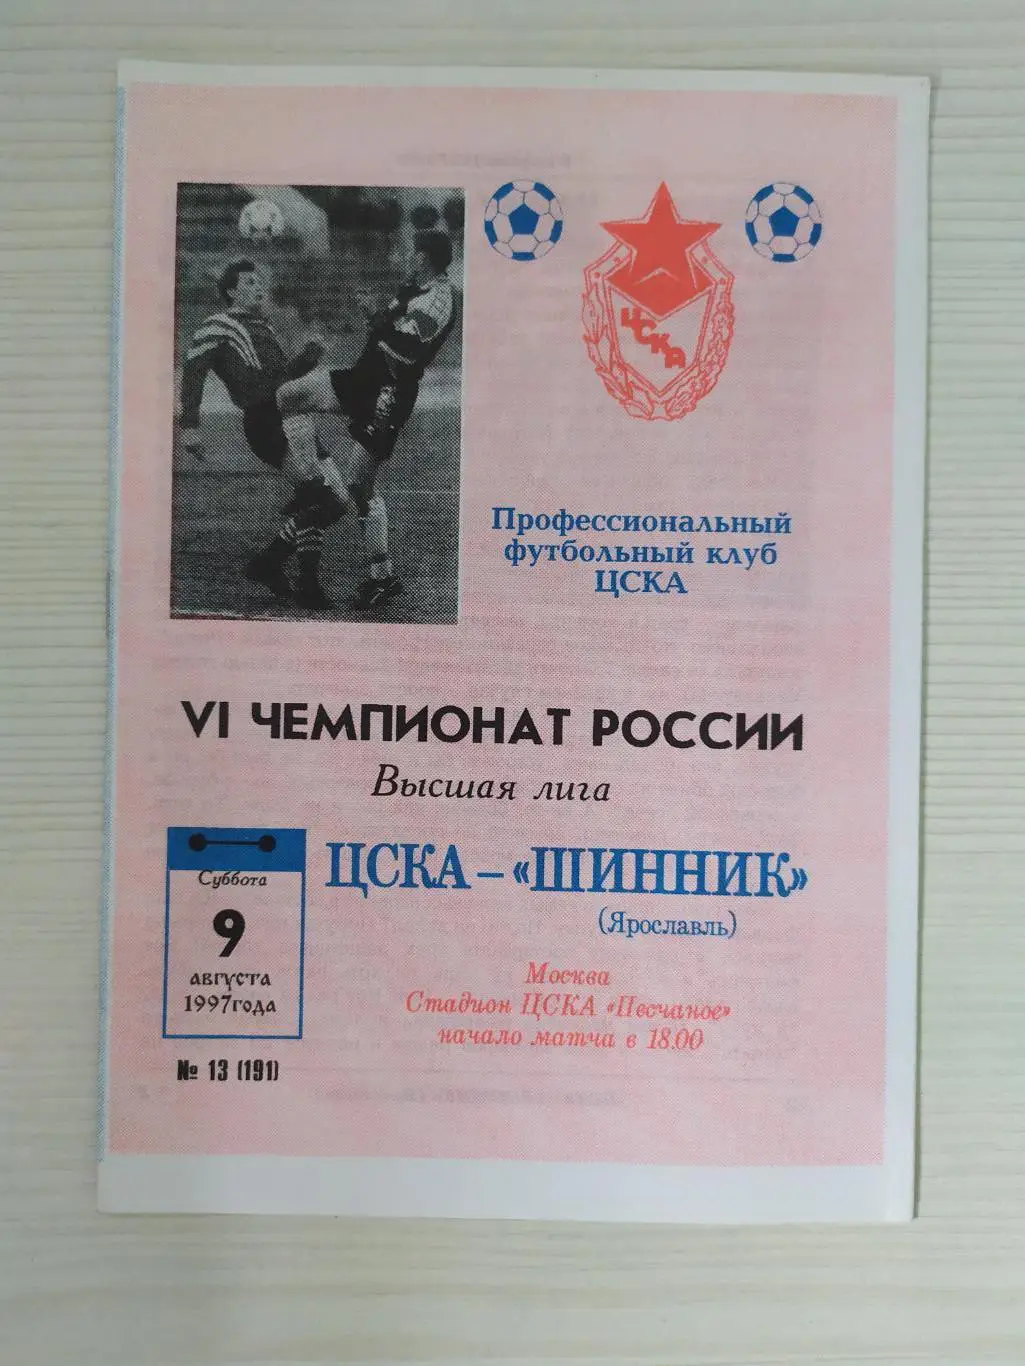 ЦСКА
Профессиональный
футбольный клуб
ЦСКА
VI ЧЕМПИОНАТ РОССИИ
Высшая лига
Суббота
9
августа
1997года
ЦСКА – «ШИННИК»
(Ярославль)
Москва
Стадион ЦСКА «Песчаное»
начало матча в 18.00
№ 13 (191)